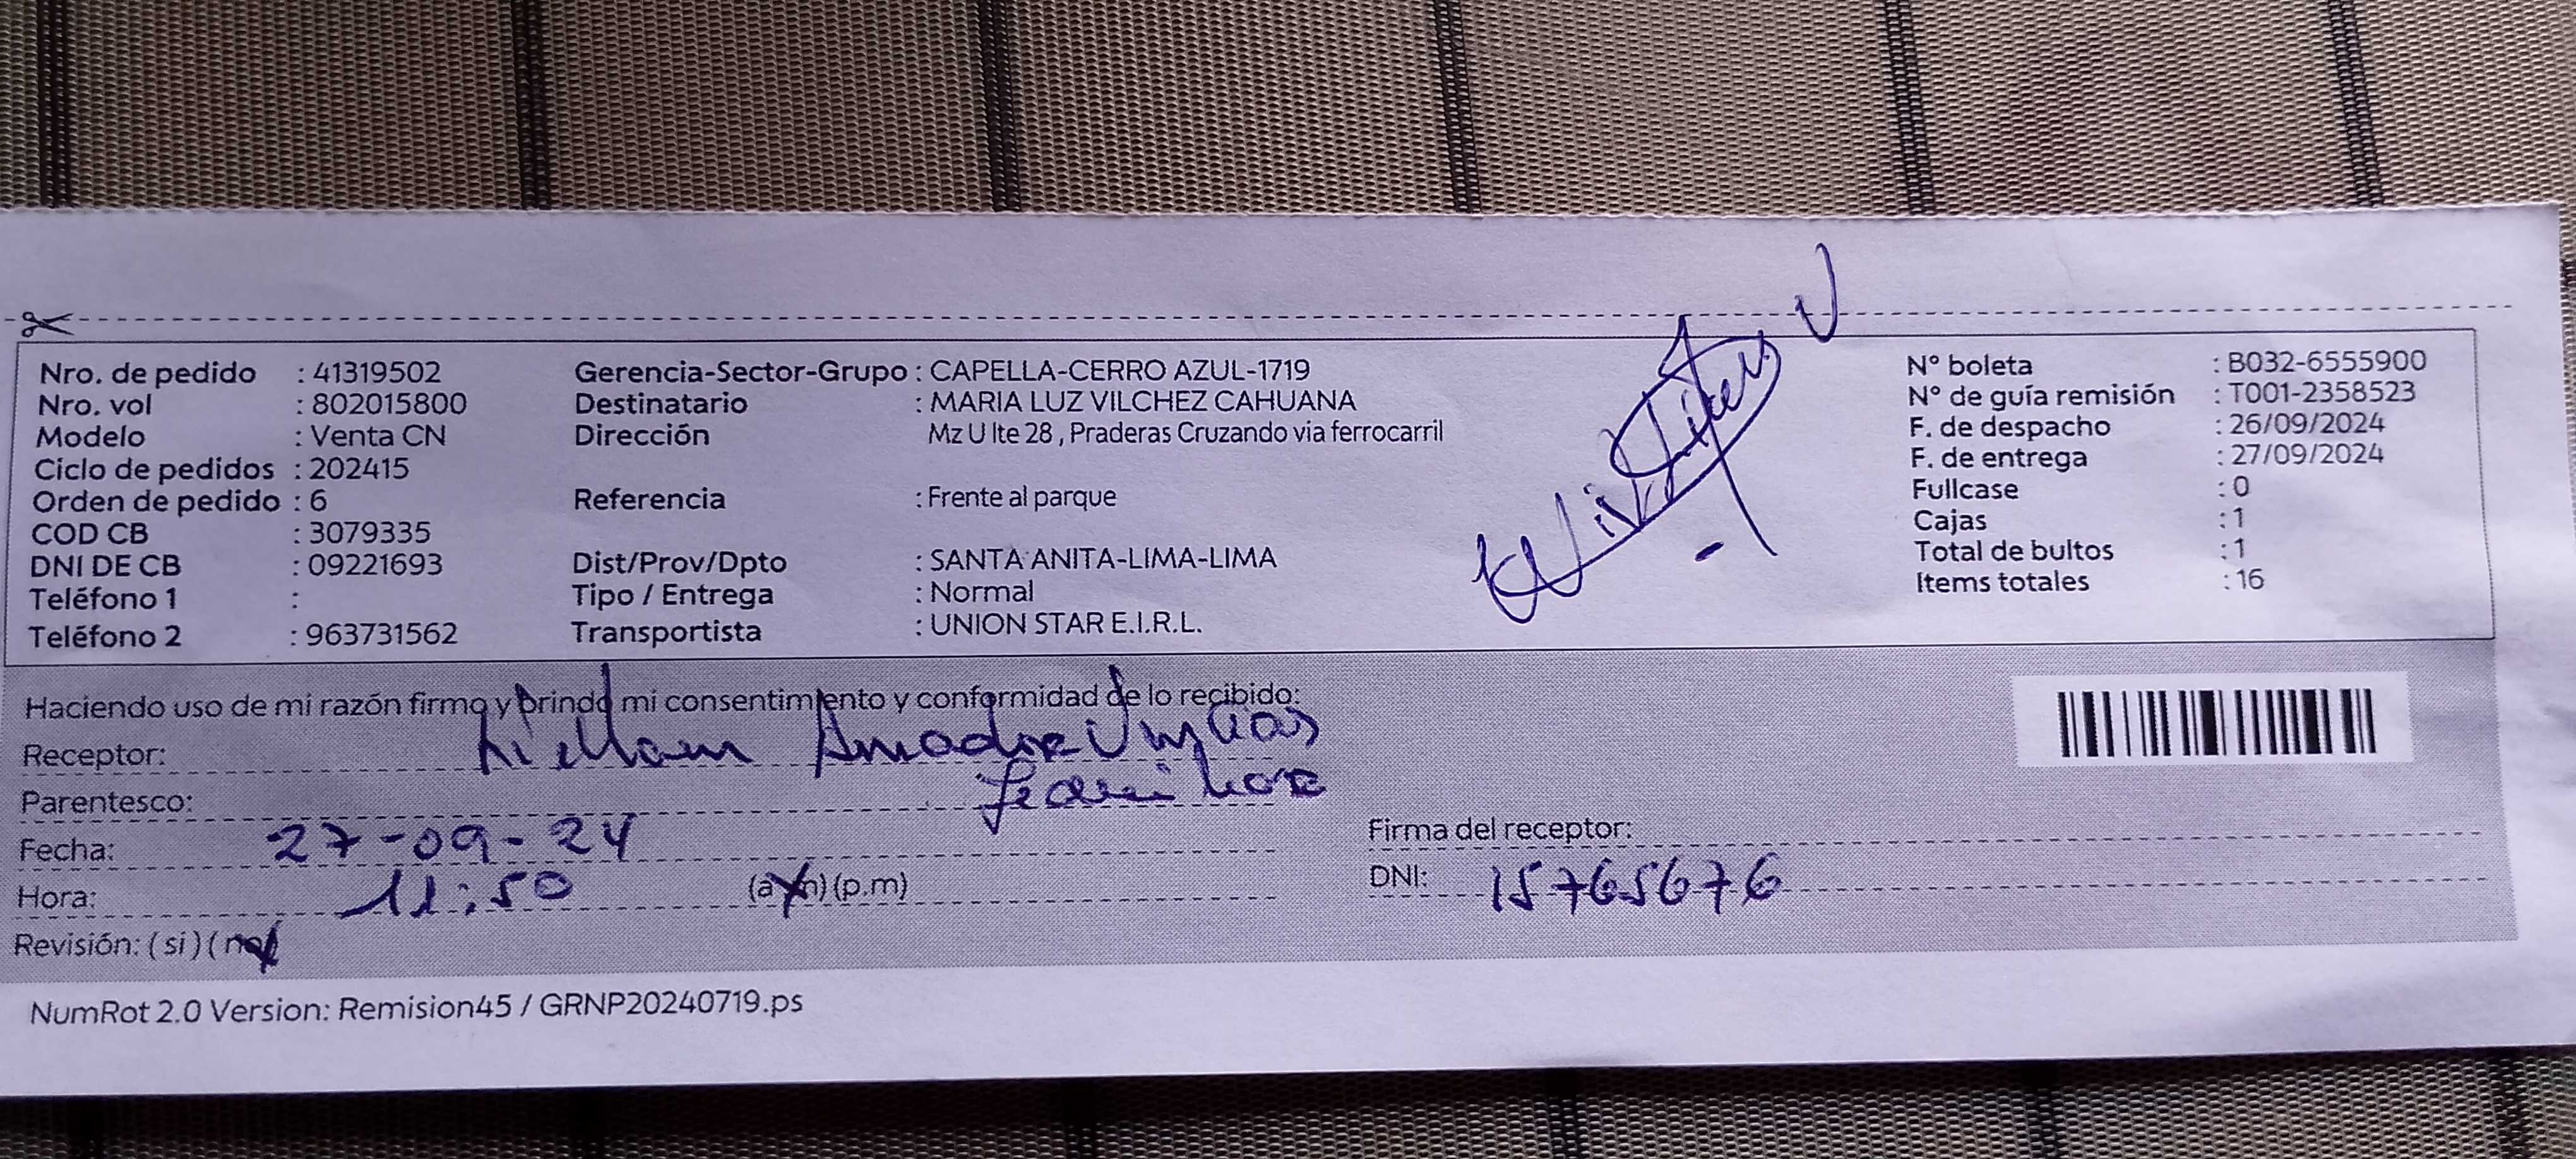 Nro. de pedido : 41319502
Nro. vol : 802015800
Modelo : Venta CN
Ciclo de pedidos : 202415
Orden de pedido : 6
COD CB : 3079335
DNI DE CB : 09221693
Teléfono 1 :
Teléfono 2 : 963731562
Gerencia-Sector-Grupo : CAPELLA-CERRO AZUL-1719
Destinatario : MARIA LUZ VILCHEZ CAHUANA
Dirección Mz U lte 28 , Praderas Cruzando via ferrocarril
Referencia : Frente al parque
Dist/Prov/Dpto : SANTA ANITA-LIMA-LIMA
Tipo / Entrega : Normal
Transportista : UNION STAR E.I.R.L.
N° boleta : B032-6555900
N° de guía remisión : T001-2358523
F. de despacho : 26/09/2024
F. de entrega : 27/09/2024
Fullcase : 0
Cajas : 1
Total de bultos : 1
Items totales : 16
Haciendo uso de mi razón firmo y brindo mi consentimiento y conformidad de lo recibido:
Receptor:
Parentesco:
Fecha: 27-09-24
Hora: 11:50 (a.m) (p.m)
Revisión: (si) (no)
Firma del receptor:
DNI: 15765676
NumRot 2.0 Version: Remision45 / GRNP20240719.ps